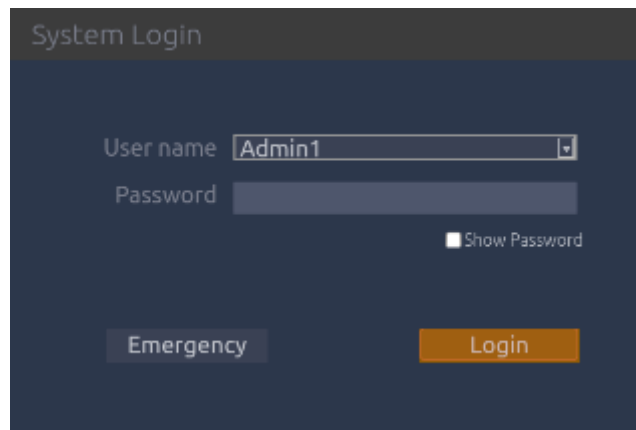 System Login
User name Admin1
Password
Show Password
Emergency Login